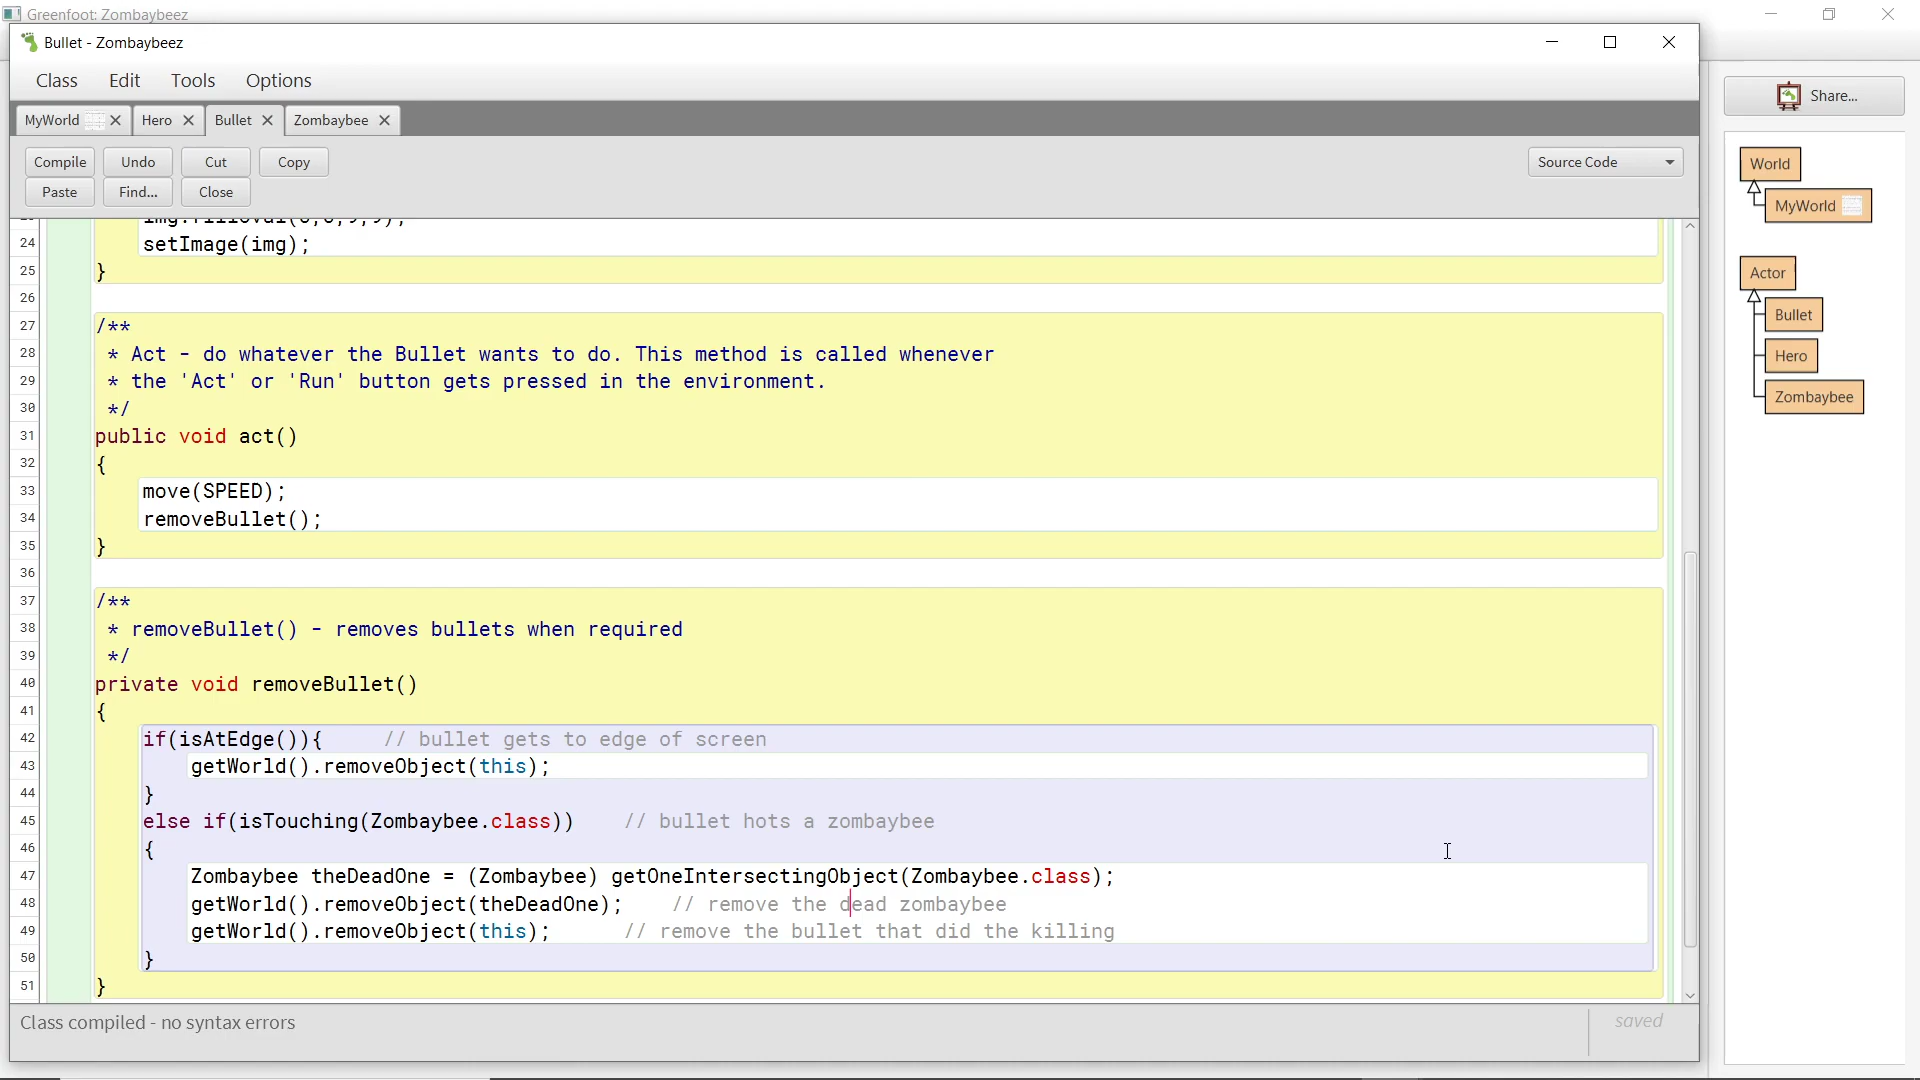 Greenfoot: Zombaybeez
Bullet - Zombaybeez
Class Edit Tools Options
MyWorld Hero Bullet Zombaybee
Compile Undo Cut Copy
Paste Find... Close
Source Code
Share...
World
MyWorld
Actor
Bullet
Hero
Zombaybee
24 setImage(img);
25 }
26
27 /**
28 * Act - do whatever the Bullet wants to do. This method is called whenever
29 * the 'Act' or 'Run' button gets pressed in the environment.
30 */
31 public void act()
32 {
33 move(SPEED);
34 removeBullet();
35 }
36
37 /**
38 * removeBullet() - removes bullets when required
39 */
40 private void removeBullet()
41 {
42 if(isAtEdge()){ // bullet gets to edge of screen
43 getWorld().removeObject(this);
44 }
45 else if(isTouching(Zombaybee.class)) // bullet hots a zombaybee
46 {
47 Zombaybee theDeadOne = (Zombaybee) getOneIntersectingObject(Zombaybee.class);
48 getWorld().removeObject(theDeadOne); // remove the dead zombaybee
49 getWorld().removeObject(this); // remove the bullet that did the killing
50 }
51 }
Class compiled - no syntax errors
saved